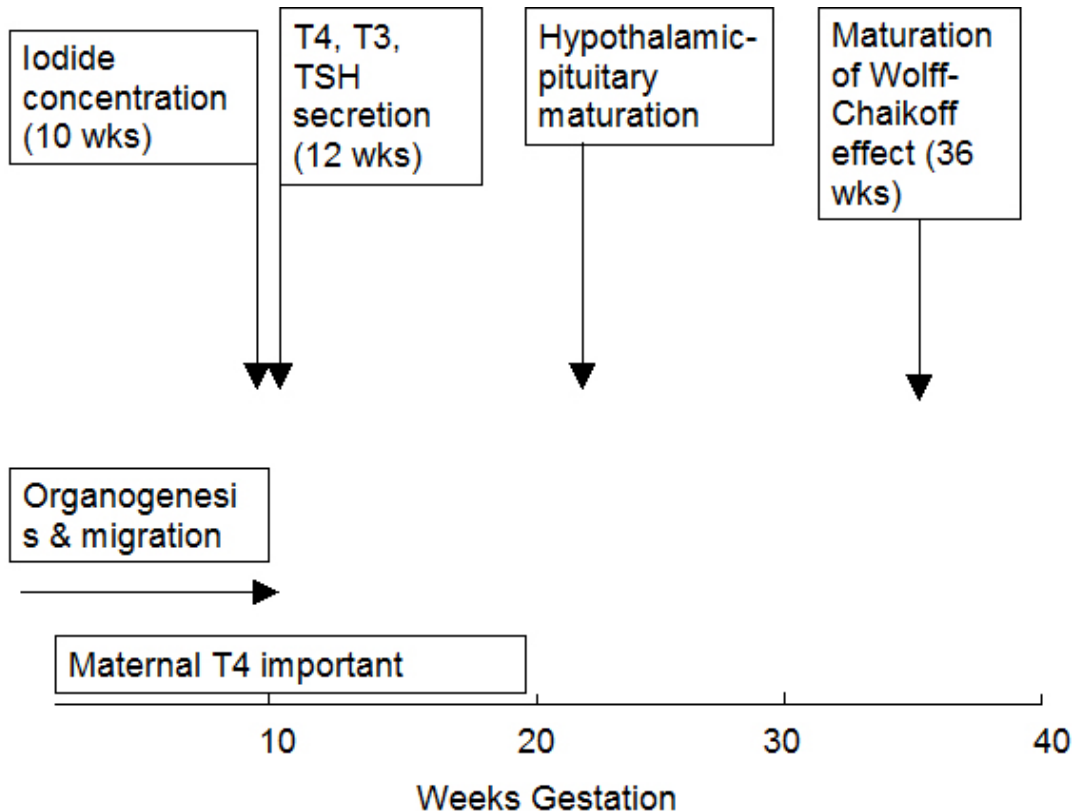 Iodide
concentration
(10 wks)
T4, T3,
TSH
secretion
(12 wks)
Hypothalamic-
pituitary
maturation
Maturation
of Wolff-
Chaikoff
effect (36
wks)
Organogenesi
s & migration
Maternal T4 important
10
20
30
40
Weeks Gestation